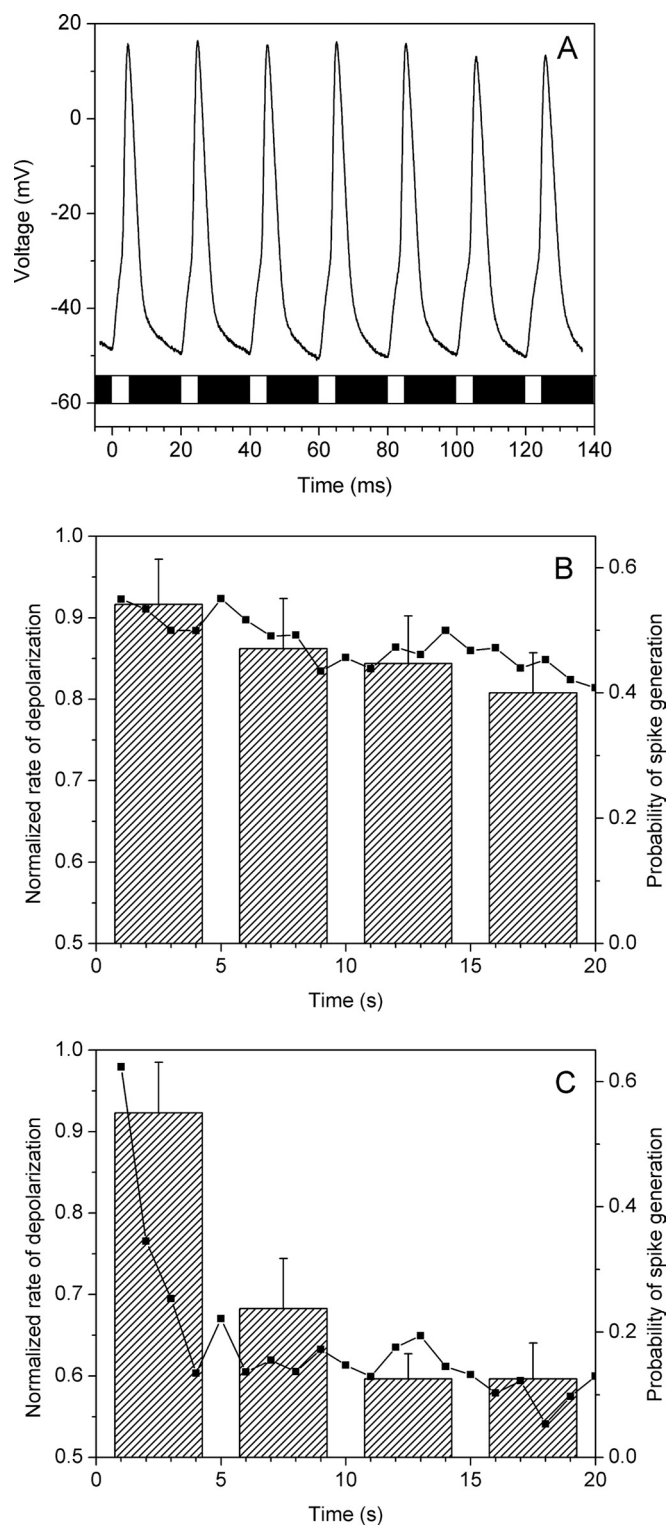 A
20
0
-20
-40
-60
Voltage (mV)
0 20 40 60 80 100 120 140
Time (ms)
B
1.0
0.9
0.8
0.7
0.6
0.5
Normalized rate of depolarization
0.6
0.4
0.2
0.0
Probability of spike generation
0 5 10 15 20
Time (s)
C
1.0
0.9
0.8
0.7
0.6
0.5
Normalized rate of depolarization
0.6
0.4
0.2
0.0
Probability of spike generation
0 5 10 15 20
Time (s)